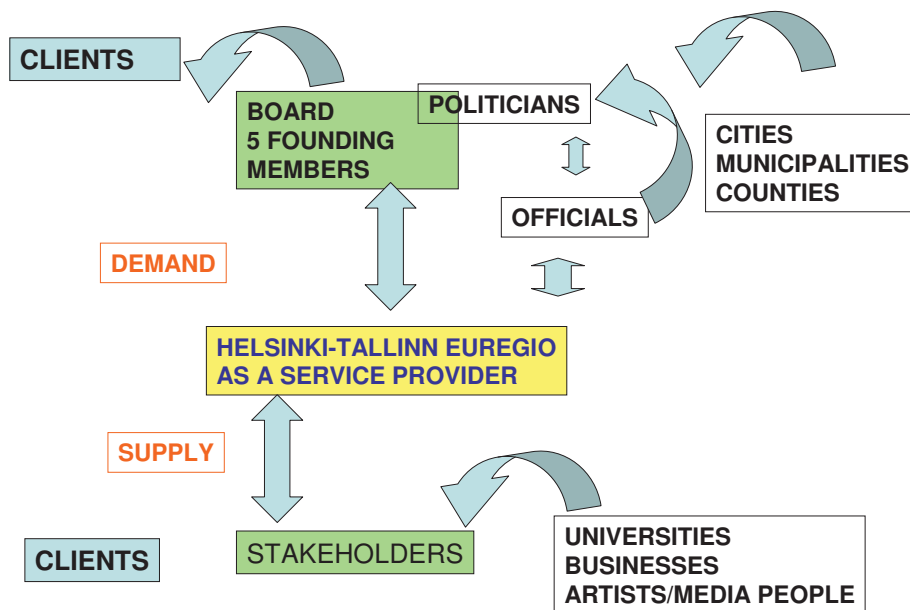 CLIENTS
BOARD
5 FOUNDING
MEMBERS
POLITICIANS
CITIES
MUNICIPALITIES
COUNTIES
OFFICIALS
DEMAND
HELSINKI-TALLINN EUREGIO
AS A SERVICE PROVIDER
SUPPLY
CLIENTS
STAKEHOLDERS
UNIVERSITIES
BUSINESSES
ARTISTS/MEDIA PEOPLE